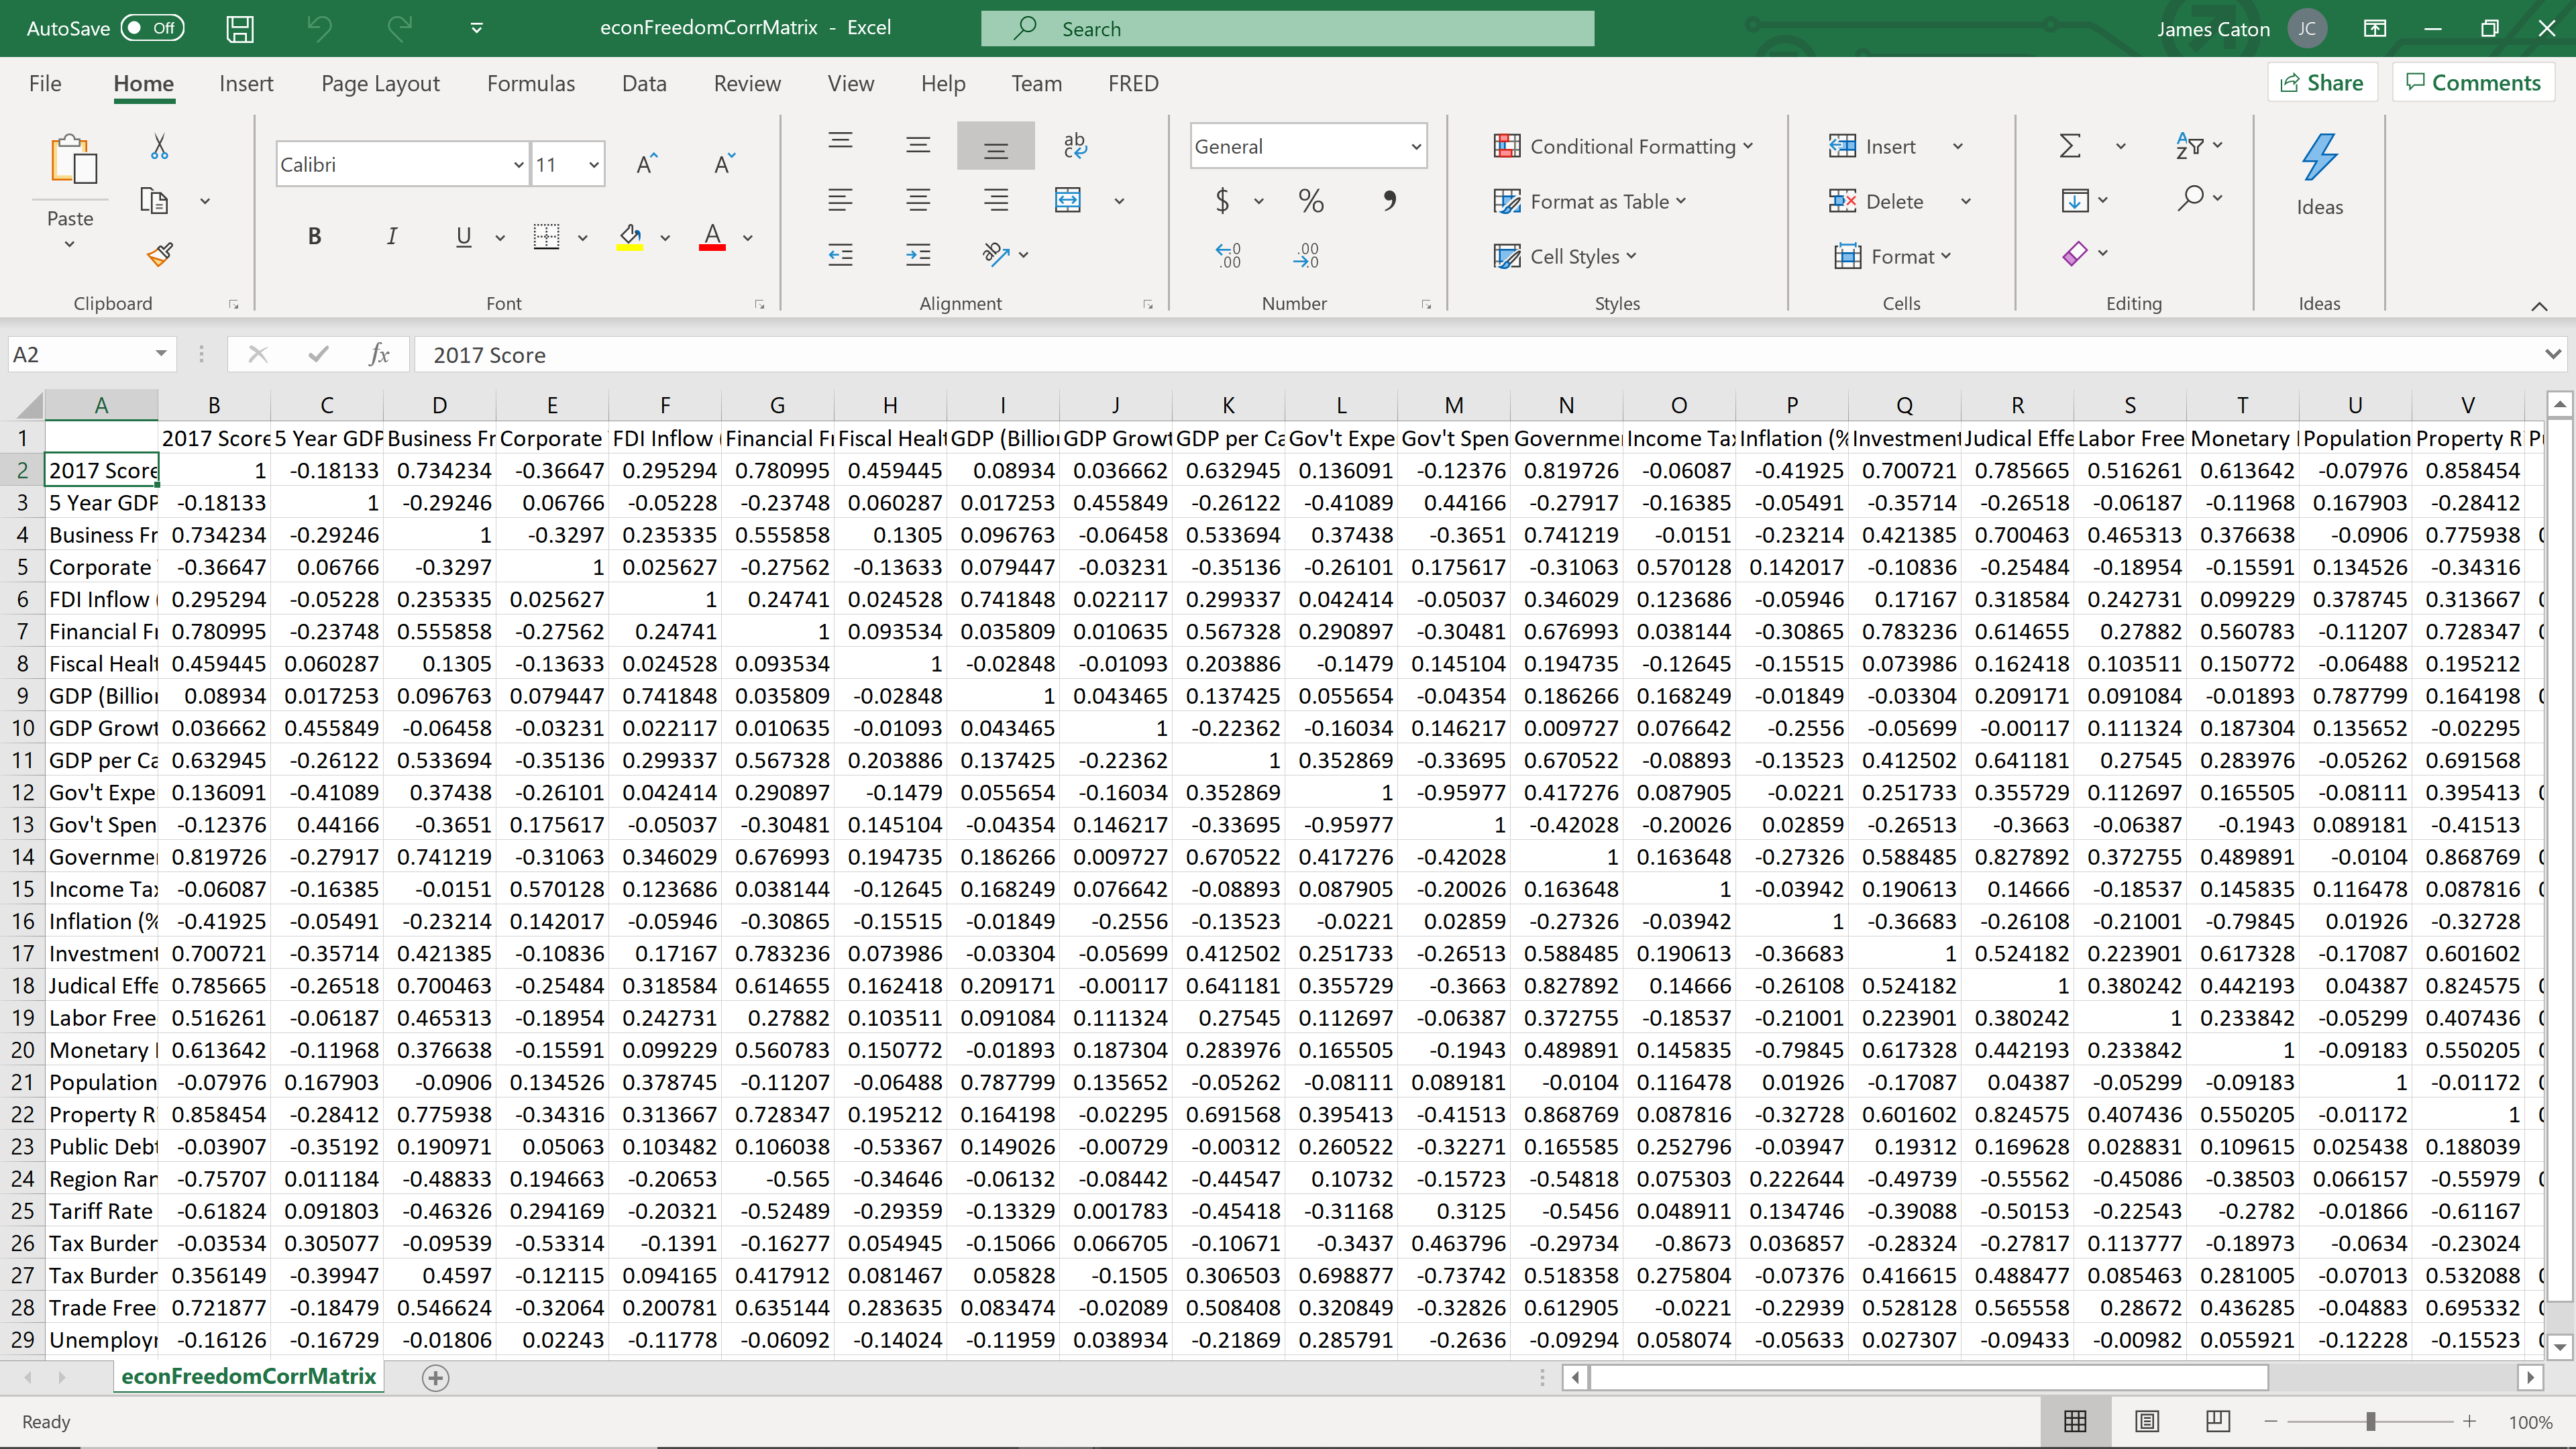 AutoSave Off econFreedomCorrMatrix - Excel Search James Caton JC
File Home Insert Page Layout Formulas Data Review View Help Team FRED Share Comments
Paste Calibri 11 General Conditional Formatting Insert Ideas
Format as Table Delete
Cell Styles Format
Clipboard Font Alignment Number Styles Cells Editing Ideas
A2 fx 2017 Score
A B C D E F G H I J K L M N O P Q R S T U V
1 2017 Score 5 Year GDP Business Fr Corporate FDI Inflow ( Financial Fr Fiscal Healt GDP (Billior GDP Growt GDP per Ca Gov't Expe Gov't Spen Governme Income Tax Inflation (% Investment Judical Effe Labor Free Monetary Population Property R
2 2017 Score 1 -0.18133 0.734234 -0.36647 0.295294 0.780995 0.459445 0.08934 0.036662 0.632945 0.136091 -0.12376 0.819726 -0.06087 -0.41925 0.700721 0.785665 0.516261 0.613642 -0.07976 0.858454
3 5 Year GDP -0.18133 1 -0.29246 0.06766 -0.05228 -0.23748 0.060287 0.017253 0.455849 -0.26122 -0.41089 0.44166 -0.27917 -0.16385 -0.05491 -0.35714 -0.26518 -0.06187 -0.11968 0.167903 -0.28412
4 Business Fr 0.734234 -0.29246 1 -0.3297 0.235335 0.555858 0.1305 0.096763 -0.06458 0.533694 0.37438 -0.3651 0.741219 -0.0151 -0.23214 0.421385 0.700463 0.465313 0.376638 -0.0906 0.775938
5 Corporate -0.36647 0.06766 -0.3297 1 0.025627 -0.27562 -0.13633 0.079447 -0.03231 -0.35136 -0.26101 0.175617 -0.31063 0.570128 0.142017 -0.10836 -0.25484 -0.18954 -0.15591 0.134526 -0.34316
6 FDI Inflow ( 0.295294 -0.05228 0.235335 0.025627 1 0.24741 0.024528 0.741848 0.022117 0.299337 0.042414 -0.05037 0.346029 0.123686 -0.05946 0.17167 0.318584 0.242731 0.099229 0.378745 0.313667
7 Financial Fr 0.780995 -0.23748 0.555858 -0.27562 0.24741 1 0.093534 0.035809 0.010635 0.567328 0.290897 -0.30481 0.676993 0.038144 -0.30865 0.783236 0.614655 0.27882 0.560783 -0.11207 0.728347
8 Fiscal Healt 0.459445 0.060287 0.1305 -0.13633 0.024528 0.093534 1 -0.02848 -0.01093 0.203886 -0.1479 0.145104 0.194735 -0.12645 -0.15515 0.073986 0.162418 0.103511 0.150772 -0.06488 0.195212
9 GDP (Billior 0.08934 0.017253 0.096763 0.079447 0.741848 0.035809 -0.02848 1 0.043465 0.137425 0.055654 -0.04354 0.186266 0.168249 -0.01849 -0.03304 0.209171 0.091084 -0.01893 0.787799 0.164198
10 GDP Growt 0.036662 0.455849 -0.06458 -0.03231 0.022117 0.010635 -0.01093 0.043465 1 -0.22362 -0.16034 0.146217 0.009727 0.076642 -0.2556 -0.05699 -0.00117 0.111324 0.187304 0.135652 -0.02295
11 GDP per Ca 0.632945 -0.26122 0.533694 -0.35136 0.299337 0.567328 0.203886 0.137425 -0.22362 1 0.352869 -0.33695 0.670522 -0.08893 -0.13523 0.412502 0.641181 0.27545 0.283976 -0.05262 0.691568
12 Gov't Expe 0.136091 -0.41089 0.37438 -0.26101 0.042414 0.290897 -0.1479 0.055654 -0.16034 0.352869 1 -0.95977 0.417276 0.087905 -0.0221 0.251733 0.355729 0.112697 0.165505 -0.08111 0.395413
13 Gov't Spen -0.12376 0.44166 -0.3651 0.175617 -0.05037 -0.30481 0.145104 -0.04354 0.146217 -0.33695 -0.95977 1 -0.42028 -0.20026 0.02859 -0.26513 -0.3663 -0.06387 -0.1943 0.089181 -0.41513
14 Governmer 0.819726 -0.27917 0.741219 -0.31063 0.346029 0.676993 0.194735 0.186266 0.009727 0.670522 0.417276 -0.42028 1 0.163648 -0.27326 0.588485 0.827892 0.372755 0.489891 -0.0104 0.868769
15 Income Tax -0.06087 -0.16385 -0.0151 0.570128 0.123686 0.038144 -0.12645 0.168249 0.076642 -0.08893 0.087905 -0.20026 0.163648 1 -0.03942 0.190613 0.14666 -0.18537 0.145835 0.116478 0.087816
16 Inflation (% -0.41925 -0.05491 -0.23214 0.142017 -0.05946 -0.30865 -0.15515 -0.01849 -0.2556 -0.13523 -0.0221 0.02859 -0.27326 -0.03942 1 -0.36683 -0.26108 -0.21001 -0.79845 0.01926 -0.32728
17 Investment 0.700721 -0.35714 0.421385 -0.10836 0.17167 0.783236 0.073986 -0.03304 -0.05699 0.412502 0.251733 -0.26513 0.588485 0.190613 -0.36683 1 0.524182 0.223901 0.617328 -0.17087 0.601602
18 Judical Effe 0.785665 -0.26518 0.700463 -0.25484 0.318584 0.614655 0.162418 0.209171 -0.00117 0.641181 0.355729 -0.3663 0.827892 0.14666 -0.26108 0.524182 1 0.380242 0.442193 0.04387 0.824575
19 Labor Free 0.516261 -0.06187 0.465313 -0.18954 0.242731 0.27882 0.103511 0.091084 0.111324 0.27545 0.112697 -0.06387 0.372755 -0.18537 -0.21001 0.223901 0.380242 1 0.233842 -0.05299 0.407436
20 Monetary 0.613642 -0.11968 0.376638 -0.15591 0.099229 0.560783 0.150772 -0.01893 0.187304 0.283976 0.165505 -0.1943 0.489891 0.145835 -0.79845 0.617328 0.442193 0.233842 1 -0.09183 0.550205
21 Population -0.07976 0.167903 -0.0906 0.134526 0.378745 -0.11207 -0.06488 0.787799 0.135652 -0.05262 -0.08111 0.089181 -0.0104 0.116478 0.01926 -0.17087 0.04387 -0.05299 -0.09183 1 -0.01172
22 Property R 0.858454 -0.28412 0.775938 -0.34316 0.313667 0.728347 0.195212 0.164198 -0.02295 0.691568 0.395413 -0.41513 0.868769 0.087816 -0.32728 0.601602 0.824575 0.407436 0.550205 -0.01172 1
23 Public Debt -0.03907 -0.35192 0.190971 0.05063 0.103482 0.106038 -0.53367 0.149026 -0.00729 -0.00312 0.260522 -0.32271 0.165585 0.252796 -0.03947 0.19312 0.169628 0.028831 0.109615 0.025438 0.188039
24 Region Ran -0.75707 0.011184 -0.48833 0.194663 -0.20653 -0.565 -0.34646 -0.06132 -0.08442 -0.44547 0.10732 -0.15723 -0.54818 0.075303 0.222644 -0.49739 -0.55562 -0.45086 -0.38503 0.066157 -0.55979
25 Tariff Rate -0.61824 0.091803 -0.46326 0.294169 -0.20321 -0.52489 -0.29359 -0.13329 0.001783 -0.45418 -0.31168 0.3125 -0.5456 0.048911 0.134746 -0.39088 -0.50153 -0.22543 -0.2782 -0.01866 -0.61167
26 Tax Burder -0.03534 0.305077 -0.09539 -0.53314 -0.1391 -0.16277 0.054945 -0.15066 0.066705 -0.10671 -0.3437 0.463796 -0.29734 -0.8673 0.036857 -0.28324 -0.27817 0.113777 -0.18973 -0.0634 -0.23024
27 Tax Burder 0.356149 -0.39947 0.4597 -0.12115 0.094165 0.417912 0.081467 0.05828 -0.1505 0.306503 0.698877 -0.73742 0.518358 0.275804 -0.07376 0.416615 0.488477 0.085463 0.281005 -0.07013 0.532088
28 Trade Free 0.721877 -0.18479 0.546624 -0.32064 0.200781 0.635144 0.283635 0.083474 -0.02089 0.508408 0.320849 -0.32826 0.612905 -0.0221 -0.22939 0.528128 0.565558 0.28672 0.436285 -0.04883 0.695332
29 Unemployr -0.16126 -0.16729 -0.01806 0.02243 -0.11778 -0.06092 -0.14024 -0.11959 0.038934 -0.21869 0.285791 -0.2636 -0.09294 0.058074 -0.05633 0.027307 -0.09433 -0.00982 0.055921 -0.12228 -0.15523
econFreedomCorrMatrix
Ready 100%